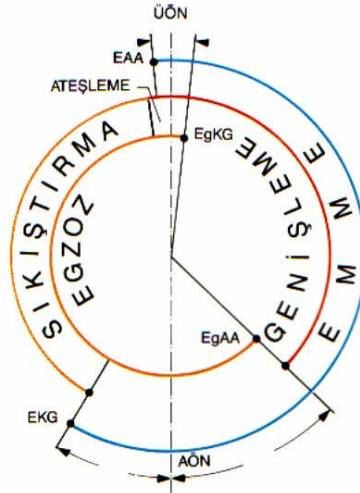 ÜÖN
EAA
ATEŞLEME
EgKG
SIKIŞTIRMA
EGZOZ
GENİŞLEME
EMME
EgAA
EKG
AÖN